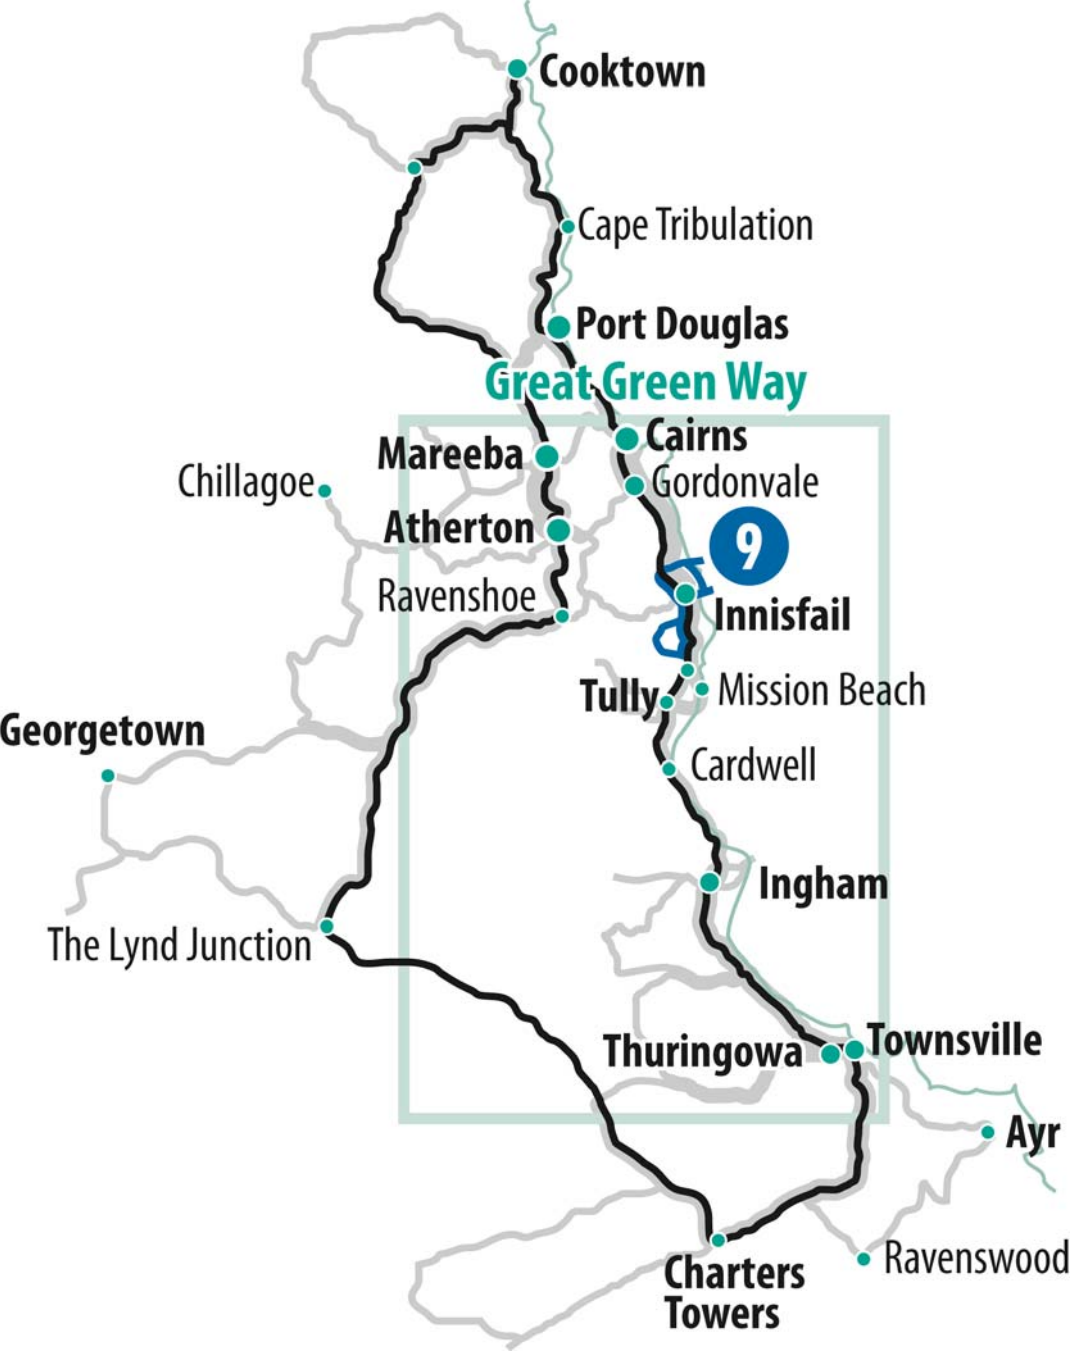 Cooktown
Cape Tribulation
Port Douglas
Great Green Way
Cairns
Mareeba
Chillagoe
Gordonvale
Atherton
9
Ravenshoe
Innisfail
Tully
Mission Beach
Georgetown
Cardwell
Ingham
The Lynd Junction
Thuringowa
Townsville
Ayr
Ravenswood
Charters
Towers